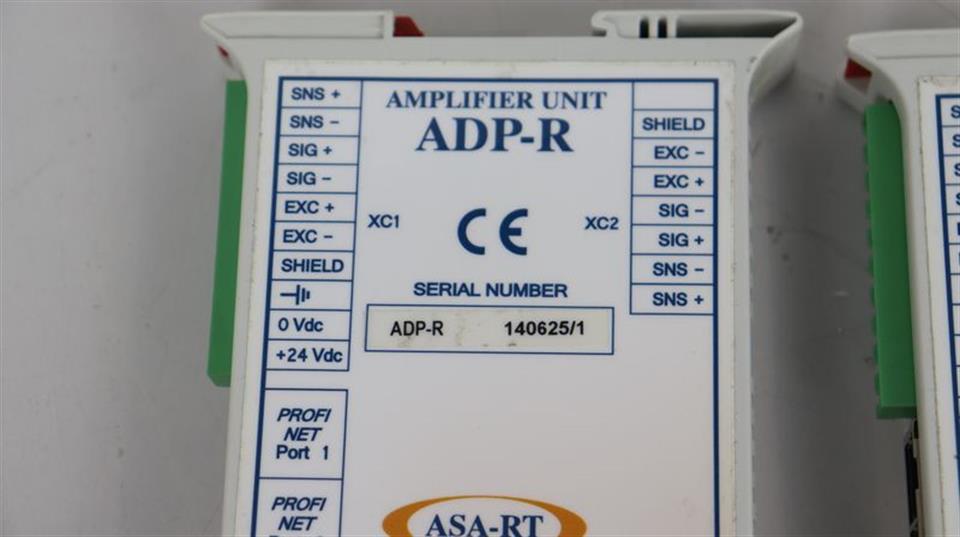 SNS +
SNS -
SIG +
SIG -
EXC +
EXC -
SHIELD
0 Vdc
+24 Vdc
PROFI
NET
Port 1
PROFI
NET
AMPLIFIER UNIT
ADP-R
XC1
CE
XC2
SERIAL NUMBER
ADP-R 140625/1
ASA-RT
SHIELD
EXC -
EXC +
SIG -
SIG +
SNS -
SNS +